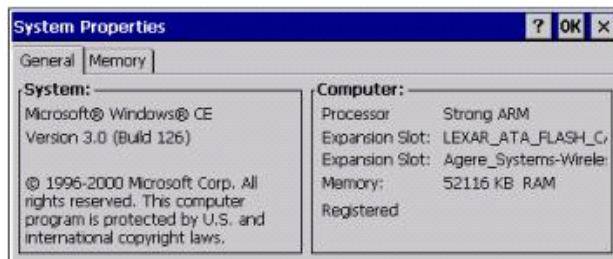 System Properties ? OK ×
General Memory
System:
Microsoft® Windows® CE
Version 3.0 (Build 126)
© 1996-2000 Microsoft Corp. All
rights reserved. This computer
program is protected by U.S. and
international copyright laws.
Computer:
Processor Strong ARM
Expansion Slot: LEXAR_ATA_FLASH_CA
Expansion Slot: Agere_Systems-Wirele
Memory: 52116 KB RAM
Registered